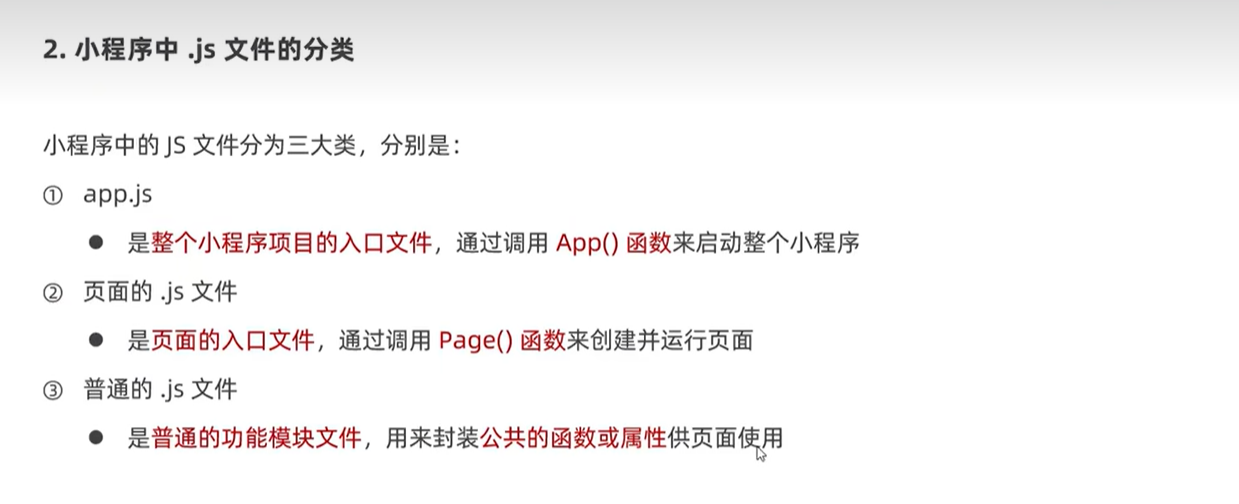 2. 小程序中 .js 文件的分类
小程序中的 JS 文件分为三大类，分别是：
① app.js
● 是整个小程序项目的入口文件，通过调用 App() 函数来启动整个小程序
② 页面的 .js 文件
● 是页面的入口文件，通过调用 Page() 函数来创建并运行页面
③ 普通的 .js 文件
● 是普通的功能模块文件，用来封装公共的函数或属性供页面使用